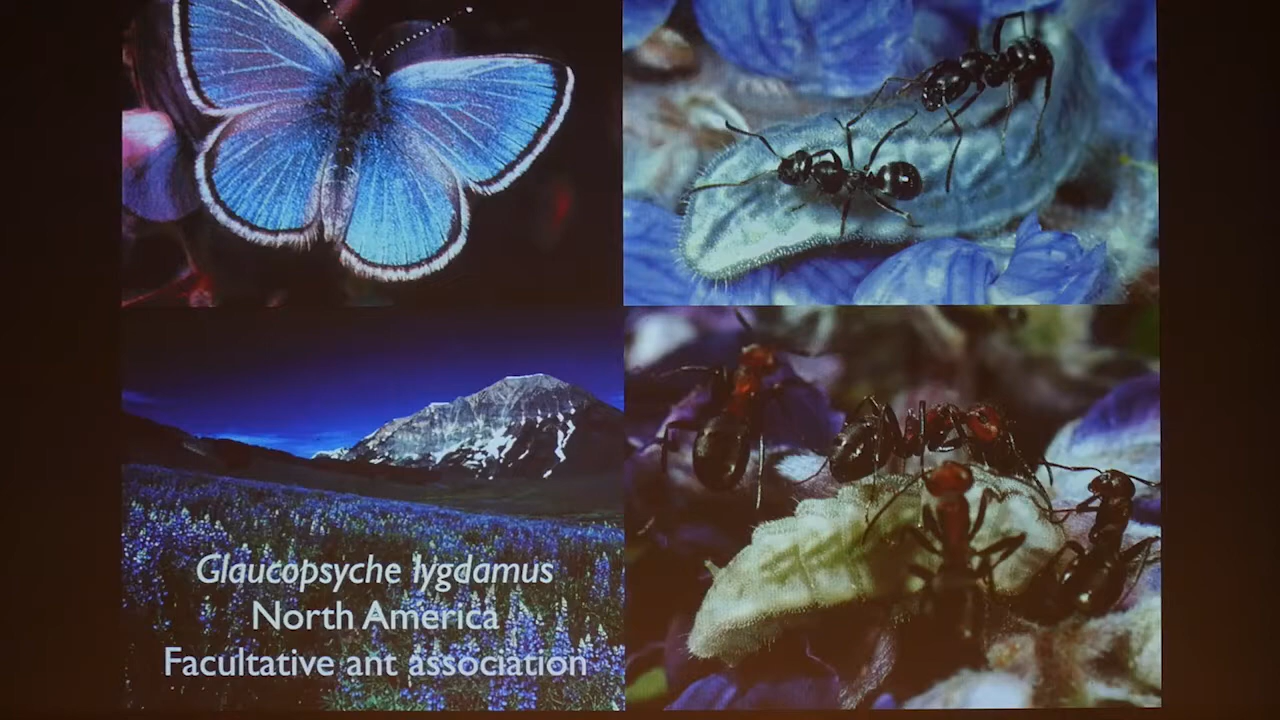 Glaucopsyche lygdamus
North America
Facultative ant association